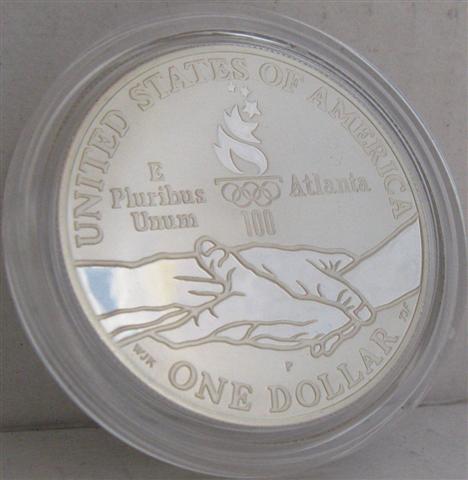 UNITED STATES OF AMERICA
E
Pluribus
Unum
Atlanta
100
WJK
P
ONE DOLLAR